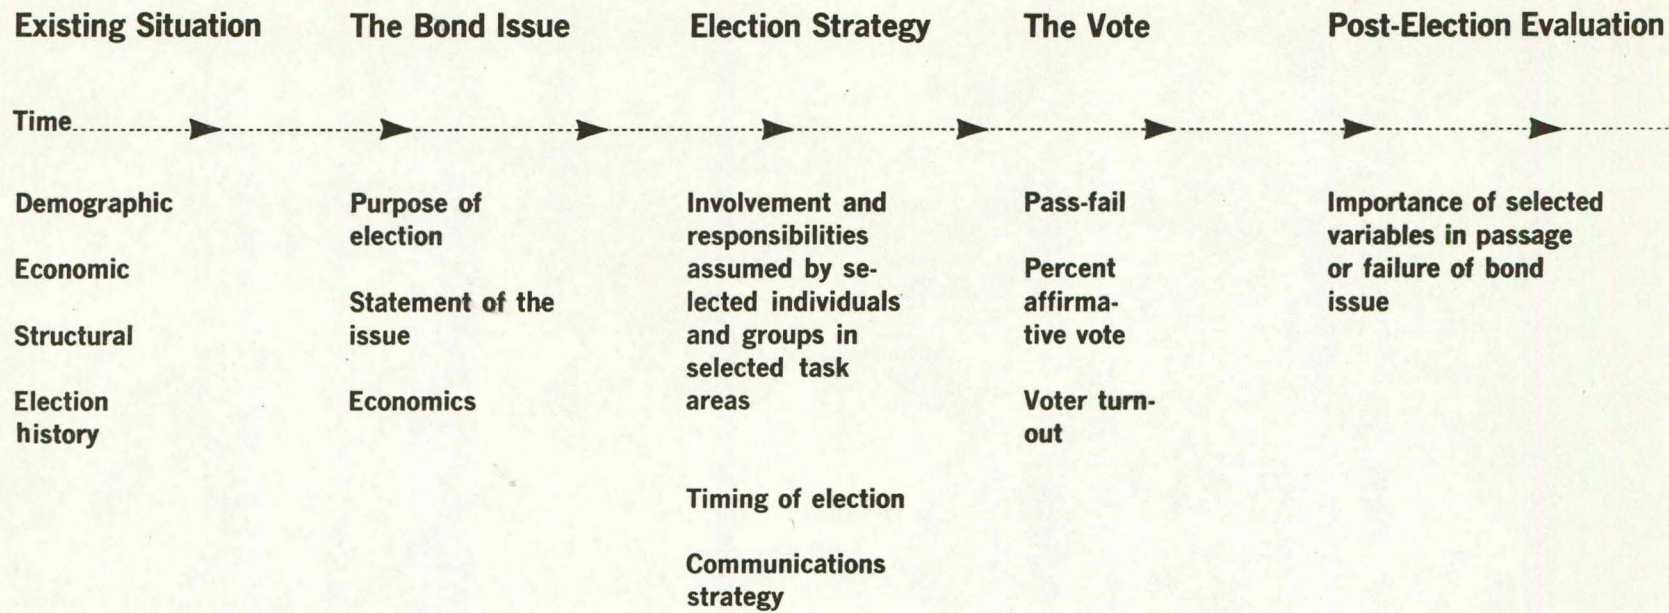 Existing Situation
The Bond Issue
Election Strategy
The Vote
Post-Election Evaluation
Time
Demographic
Economic
Structural
Election
history
Purpose of
election
Statement of the
issue
Economics
Involvement and
responsibilities
assumed by se-
lected individuals
and groups in
selected task
areas
Timing of election
Communications
strategy
Pass-fail
Percent
affirma-
tive vote
Voter turn-
out
Importance of selected
variables in passage
or failure of bond
issue